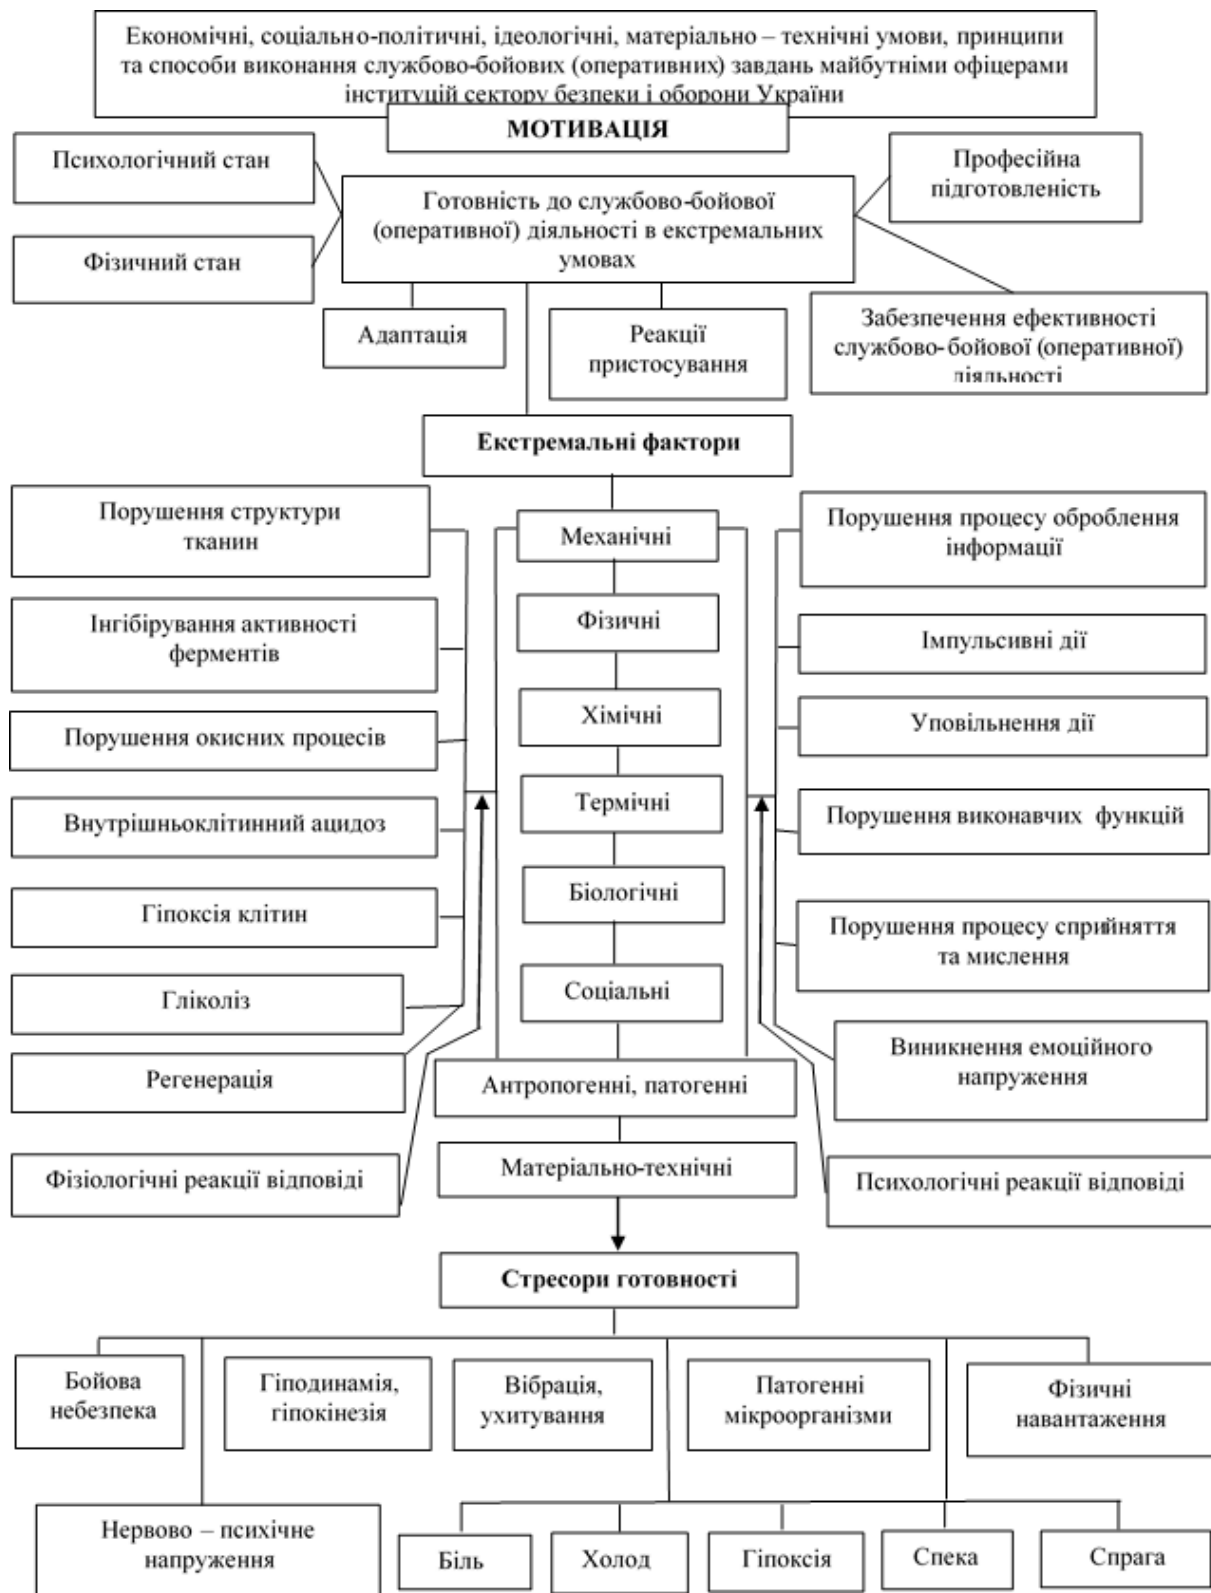 Економічні, соціально-політичні, ідеологічні, матеріально – технічні умови, принципи
та способи виконання службово-бойових (оперативних) завдань майбутніми офіцерами
інституцій сектору безпеки і оборони України
МОТИВАЦІЯ
Психологічний стан
Фізичний стан
Готовність до службово-бойової
(оперативної) діяльності в екстремальних
умовах
Професійна
підготовленість
Адаптація
Реакції
пристосування
Забезпечення ефективності
службово-бойової (оперативної)
діяльності
Екстремальні фактори
Порушення структури
тканин
Інгібірування активності
ферментів
Порушення окисних процесів
Внутрішньоклітинний ацидоз
Гіпоксія клітин
Гліколіз
Регенерація
Фізіологічні реакції відповіді
Механічні
Фізичні
Хімічні
Термічні
Біологічні
Соціальні
Антропогенні, патогенні
Матеріально-технічні
Порушення процесу оброблення
інформації
Імпульсивні дії
Уповільнення дії
Порушення виконавчих функцій
Порушення процесу сприйняття
та мислення
Виникнення емоційного
напруження
Психологічні реакції відповіді
Стресори готовності
Бойова
небезпека
Гіподинамія,
гіпокінезія
Вібрація,
ухитування
Патогенні
мікроорганізми
Фізичні
навантаження
Нервово – психічне
напруження
Біль
Холод
Гіпоксія
Спека
Спрага